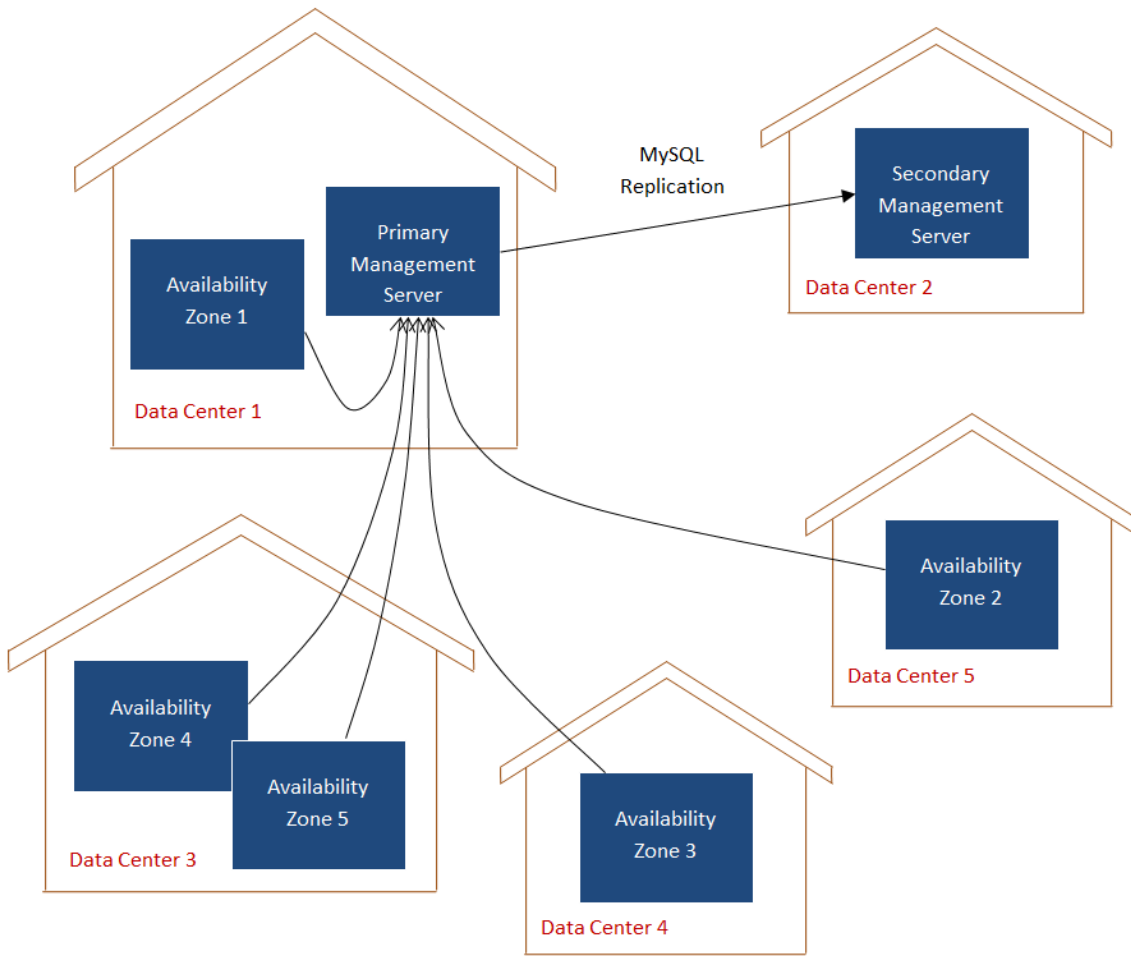 MySQL
Replication
Secondary
Management
Server
Data Center 2
Primary
Management
Server
Availability
Zone 1
Data Center 1
Availability
Zone 2
Data Center 5
Availability
Zone 4
Availability
Zone 5
Data Center 3
Availability
Zone 3
Data Center 4